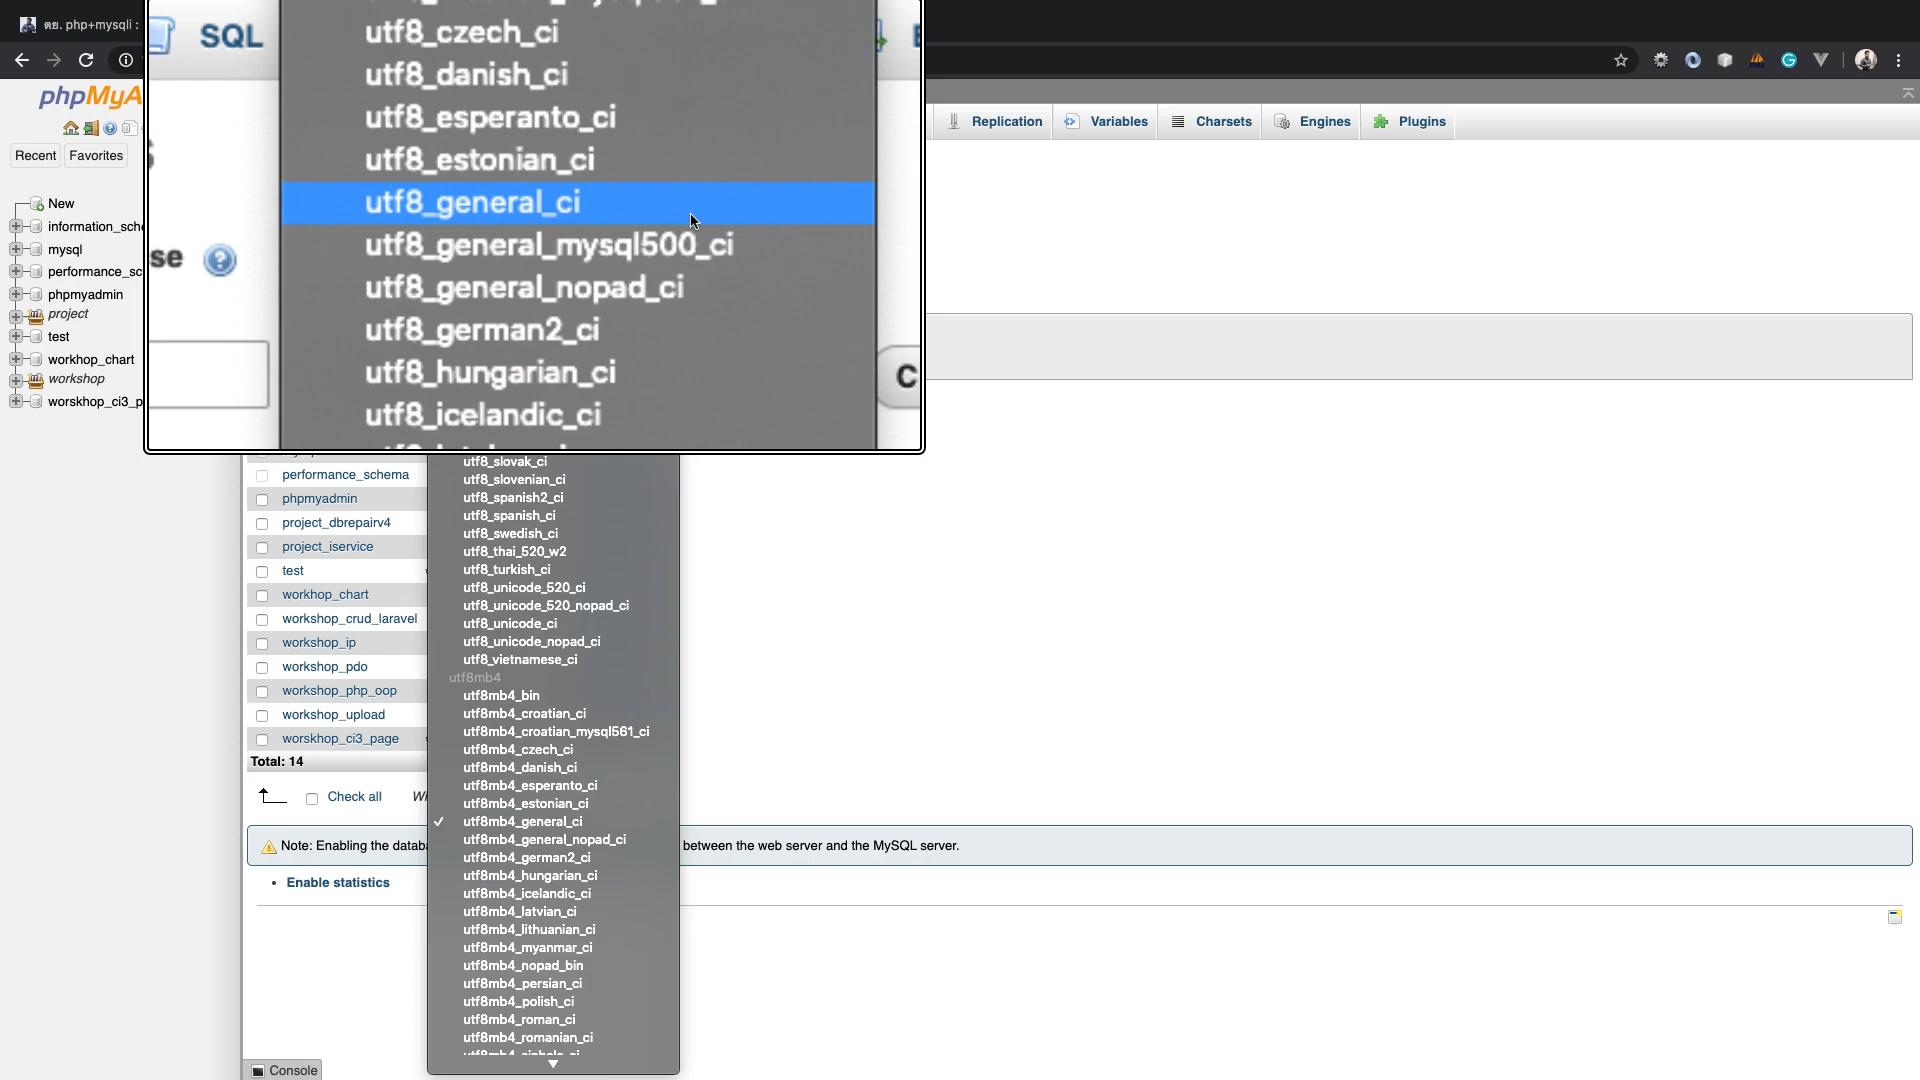 ตย. php+mysqli :
phpMyA
Recent
Favorites
New
information_sche
mysql
performance_sc
phpmyadmin
project
test
workhop_chart
workshop
worskhop_ci3_p
SQL
se
utf8_czech_ci
utf8_danish_ci
utf8_esperanto_ci
utf8_estonian_ci
utf8_general_ci
utf8_general_mysql500_ci
utf8_general_nopad_ci
utf8_german2_ci
utf8_hungarian_ci
utf8_icelandic_ci
C
Replication
Variables
Charsets
Engines
Plugins
performance_schema
phpmyadmin
project_dbrepairv4
project_iservice
test
workhop_chart
workshop_crud_laravel
workshop_ip
workshop_pdo
workshop_php_oop
workshop_upload
worskhop_ci3_page
Total: 14
Check all
Wi
utf8_slovak_ci
utf8_slovenian_ci
utf8_spanish2_ci
utf8_spanish_ci
utf8_swedish_ci
utf8_thai_520_w2
utf8_turkish_ci
utf8_unicode_520_ci
utf8_unicode_520_nopad_ci
utf8_unicode_ci
utf8_unicode_nopad_ci
utf8_vietnamese_ci
utf8mb4
utf8mb4_bin
utf8mb4_croatian_ci
utf8mb4_croatian_mysql561_ci
utf8mb4_czech_ci
utf8mb4_danish_ci
utf8mb4_esperanto_ci
utf8mb4_estonian_ci
✓ utf8mb4_general_ci
utf8mb4_general_nopad_ci
utf8mb4_german2_ci
utf8mb4_hungarian_ci
utf8mb4_icelandic_ci
utf8mb4_latvian_ci
utf8mb4_lithuanian_ci
utf8mb4_myanmar_ci
utf8mb4_nopad_bin
utf8mb4_persian_ci
utf8mb4_polish_ci
utf8mb4_roman_ci
utf8mb4_romanian_ci
Note: Enabling the databa
between the web server and the MySQL server.
• Enable statistics
Console